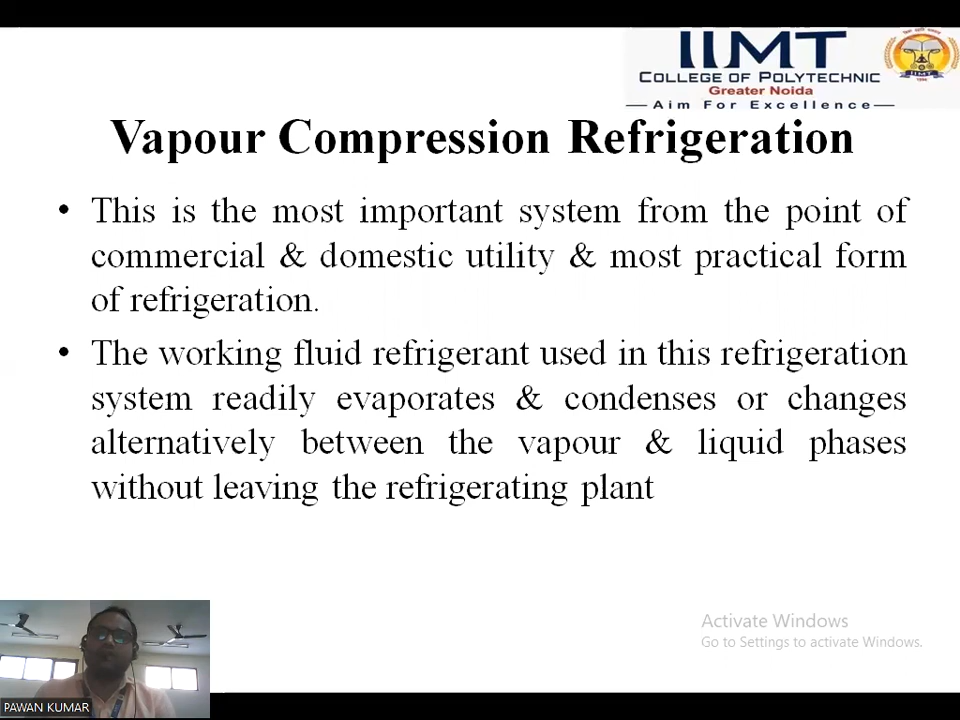 IIMT
COLLEGE OF POLYTECHNIC
Greater Noida
Aim For Excellence
IIMT
Vapour Compression Refrigeration
• This is the most important system from the point of
commercial & domestic utility & most practical form
of refrigeration.
• The working fluid refrigerant used in this refrigeration
system readily evaporates & condenses or changes
alternatively between the vapour & liquid phases
without leaving the refrigerating plant
Activate Windows
Go to Settings to activate Windows.
PAWAN KUMAR